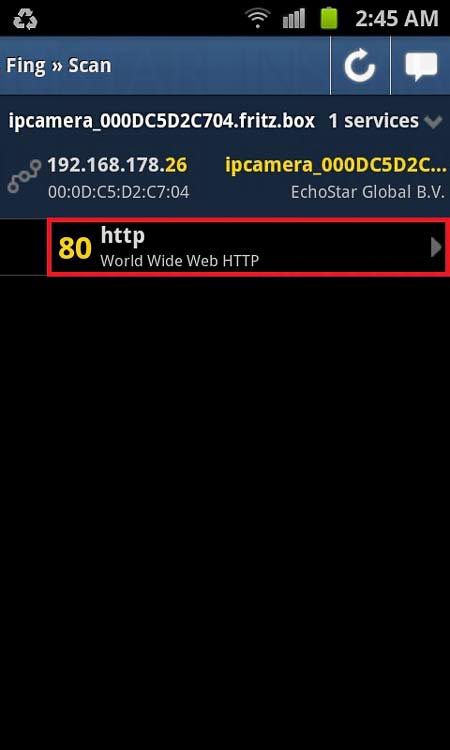 2:45 AM
Fing » Scan
ipcamera_000DC5D2C704.fritz.box 1 services
192.168.178.26 ipcamera_000DC5D2C...
00:0D:C5:D2:C7:04 EchoStar Global B.V.
80 http
World Wide Web HTTP